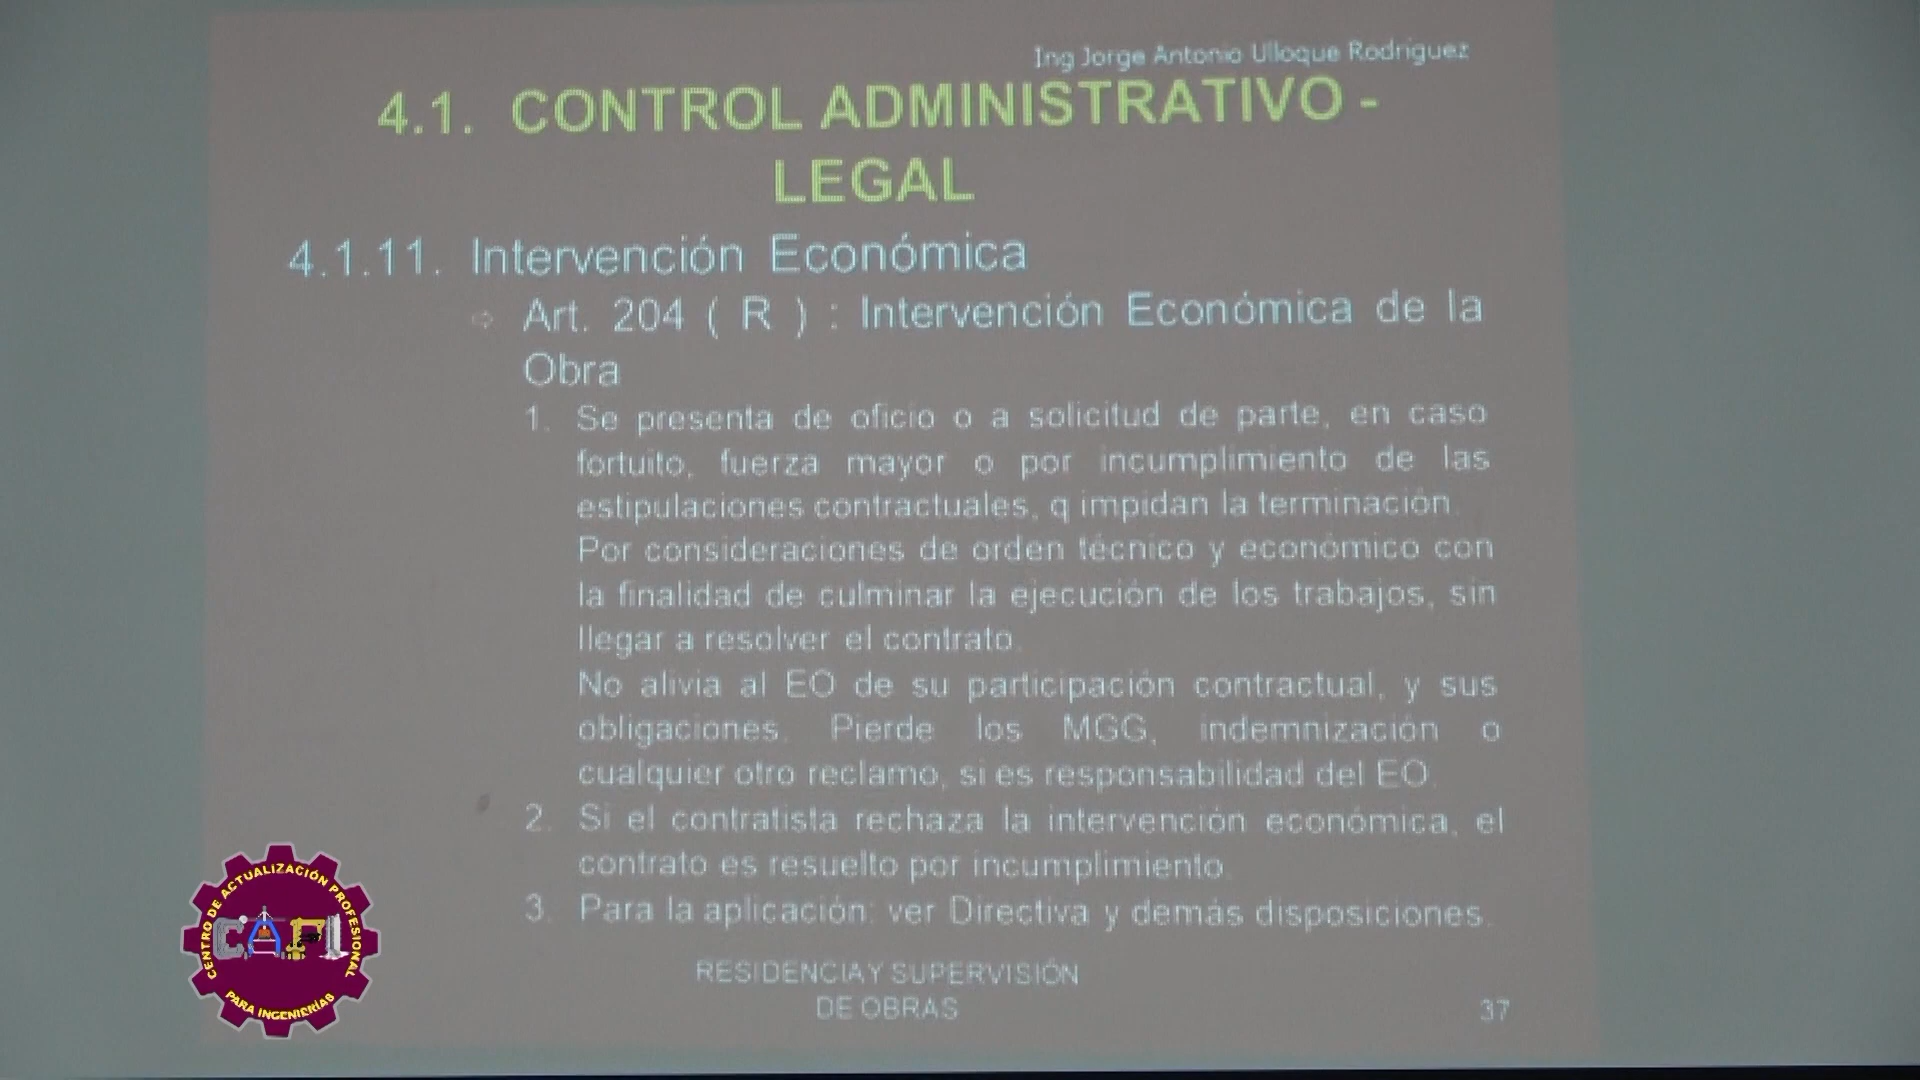 Ing Jorge Antonio Ulloque Rodriguez
4.1. CONTROL ADMINISTRATIVO -
LEGAL
4.1.11. Intervención Económica
⇨ Art. 204 ( R ) : Intervención Económica de la
Obra
1. Se presenta de oficio o a solicitud de parte, en caso
fortuito, fuerza mayor o por incumplimiento de las
estipulaciones contractuales, q impidan la terminación.
Por consideraciones de orden técnico y económico con
la finalidad de culminar la ejecución de los trabajos, sin
llegar a resolver el contrato.
No alivia al EO de su participación contractual, y sus
obligaciones. Pierde los MGG, indemnización o
cualquier otro reclamo, si es responsabilidad del EO.
2. Si el contratista rechaza la intervención económica, el
contrato es resuelto por incumplimiento.
3. Para la aplicación: ver Directiva y demás disposiciones.
RESIDENCIA Y SUPERVISIÓN
DE OBRAS
37
CENTRO DE ACTUALIZACIÓN PROFESIONAL
CAPI
PARA INGENIERÍAS